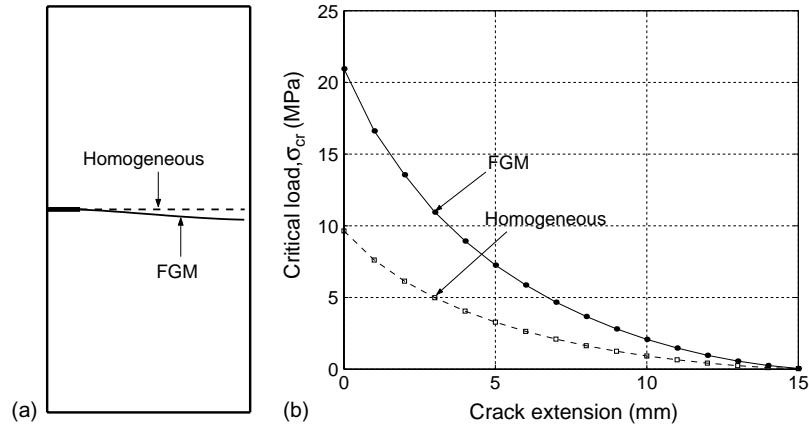 Homogeneous
FGM
(a)
Critical load,σcr (MPa)
25
20
15
10
5
0
FGM
Homogeneous
0
5
10
15
Crack extension (mm)
(b)